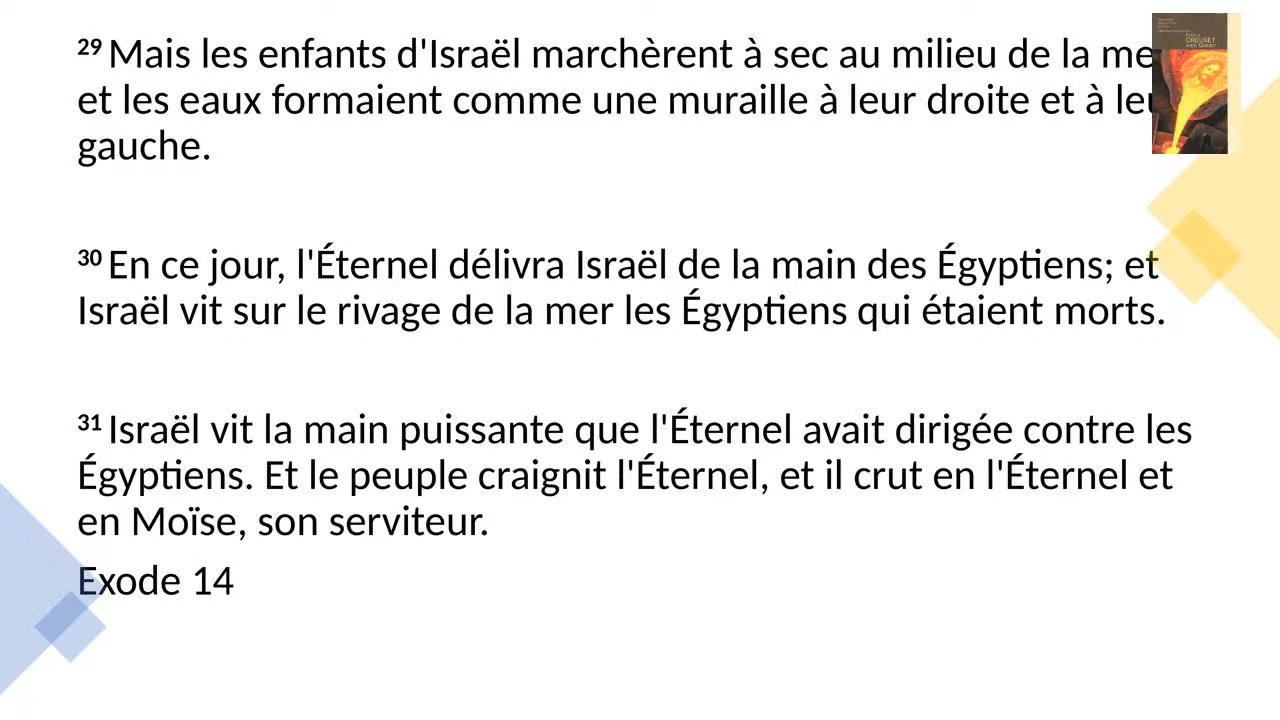 29 Mais les enfants d'Israël marchèrent à sec au milieu de la me
et les eaux formaient comme une muraille à leur droite et à leu
gauche.
30 En ce jour, l'Éternel délivra Israël de la main des Égyptiens; et
Israël vit sur le rivage de la mer les Égyptiens qui étaient morts.
31 Israël vit la main puissante que l'Éternel avait dirigée contre les
Égyptiens. Et le peuple craignit l'Éternel, et il crut en l'Éternel et
en Moïse, son serviteur.
Exode 14
CREUSET
AVEC CHRIST